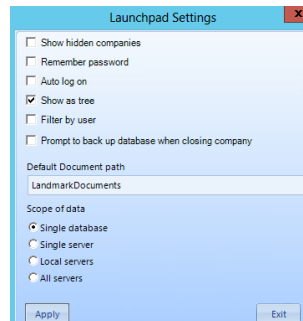 Launchpad Settings
x
Show hidden companies
Remember password
Auto log on
Show as tree
Filter by user
Prompt to back up database when closing company
Default Document path
LandmarkDocuments
Scope of data
Single database
Single server
Local servers
All servers
Apply
Exit